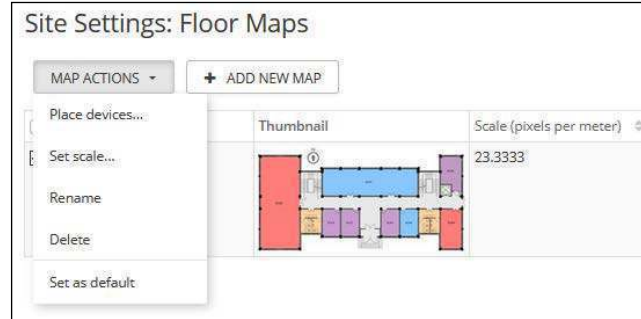 Site Settings: Floor Maps
MAP ACTIONS
+ ADD NEW MAP
Place devices...
Set scale...
Rename
Delete
Set as default
Thumbnail
Scale (pixels per meter)
23.3333